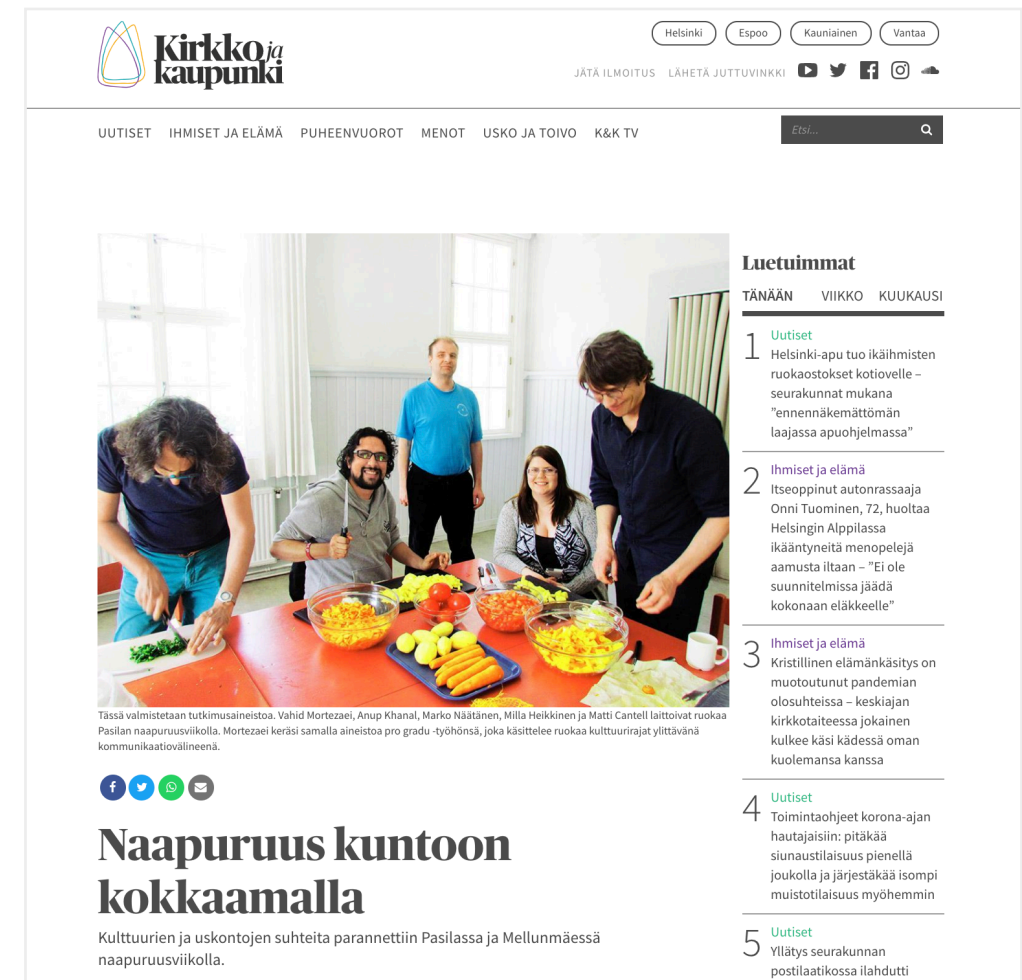 Kirkko ja
kaupunki
Helsinki
Espoo
Kauniainen
Vantaa
JÄTÄ ILMOITUS
LÄHETÄ JUTTUVINKKI
UUTISET
IHMISET JA ELÄMÄ
PUHEENVUOROT
MENOT
USKO JA TOIVO
K&K TV
Etsi...
Tässä valmistetaan tutkimusaineistoa. Vahid Mortezaei, Anup Khanal, Marko Näätänen, Milla Heikkinen ja Matti Cantell laittoivat ruokaa
Pasilan naapuruusviikolla. Mortezaei keräsi samalla aineistoa pro gradu -työhönsä, joka käsittelee ruokaa kulttuurirajat ylittävänä
kommunikaatiovälineenä.
Naapuruus kuntoon
kokkaamalla
Kulttuurien ja uskontojen suhteita parannettiin Pasilassa ja Mellunmäessä
naapuruusviikolla.
Luetuimmat
TÄNÄÄN
VIIKKO
KUUKAUSI
1
Uutiset
Helsinki-apu tuo ikäihmisten
ruokaostokset kotiovelle –
seurakunnat mukana
”ennennäkemättömän
laajassa apuohjelmassa”
2
Ihmiset ja elämä
Itseoppinut autonrassaaja
Onni Tuominen, 72, huoltaa
Helsingin Alppilassa
ikääntyneitä menopelejä
aamusta iltaan – ”Ei ole
suunnitelmissa jäädä
kokonaan eläkkeelle”
3
Ihmiset ja elämä
Kristillinen elämänkäsitys on
muotoutunut pandemian
olosuhteissa – keskiajan
kirkkotaiteessa jokainen
kulkee käsi kädessä oman
kuolemansa kanssa
4
Uutiset
Toimintaohjeet korona-ajan
hautajaisiin: pitäkää
siunaustilaisuus pienellä
joukolla ja järjestäkää isompi
muistotilaisuus myöhemmin
5
Uutiset
Yllätys seurakunnan
postilaatikossa ilahdutti